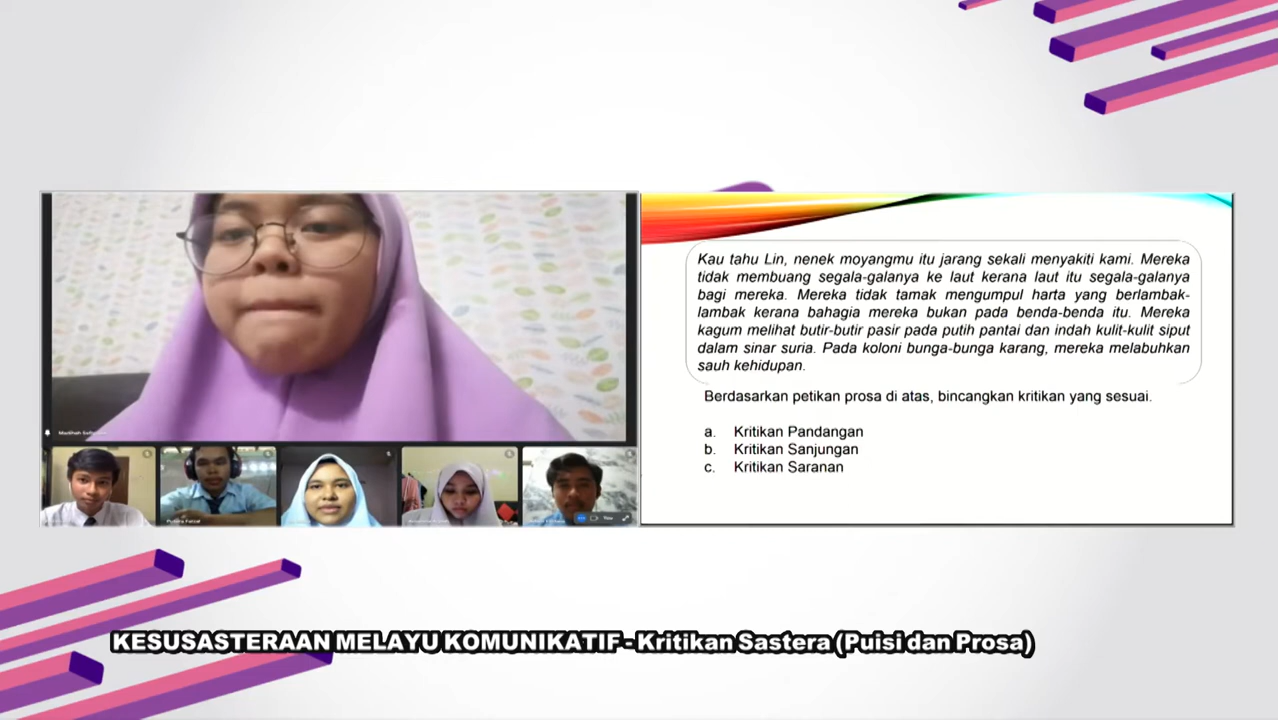 Kau tahu Lin, nenek moyangmu itu jarang sekali menyakiti kami. Mereka
tidak membuang segala-galanya ke laut kerana laut itu segala-galanya
bagi mereka. Mereka tidak tamak mengumpul harta yang berlambak-
lambak kerana bahagia mereka bukan pada benda-benda itu. Mereka
kagum melihat butir-butir pasir pada putih pantai dan indah kulit-kulit siput
dalam sinar suria. Pada koloni bunga-bunga karang, mereka melabuhkan
sauh kehidupan.
Berdasarkan petikan prosa di atas, bincangkan kritikan yang sesuai.
a. Kritikan Pandangan
b. Kritikan Sanjungan
c. Kritikan Saranan
KESUSASTERAAN MELAYU KOMUNIKATIF - Kritikan Sastera (Puisi dan Prosa)